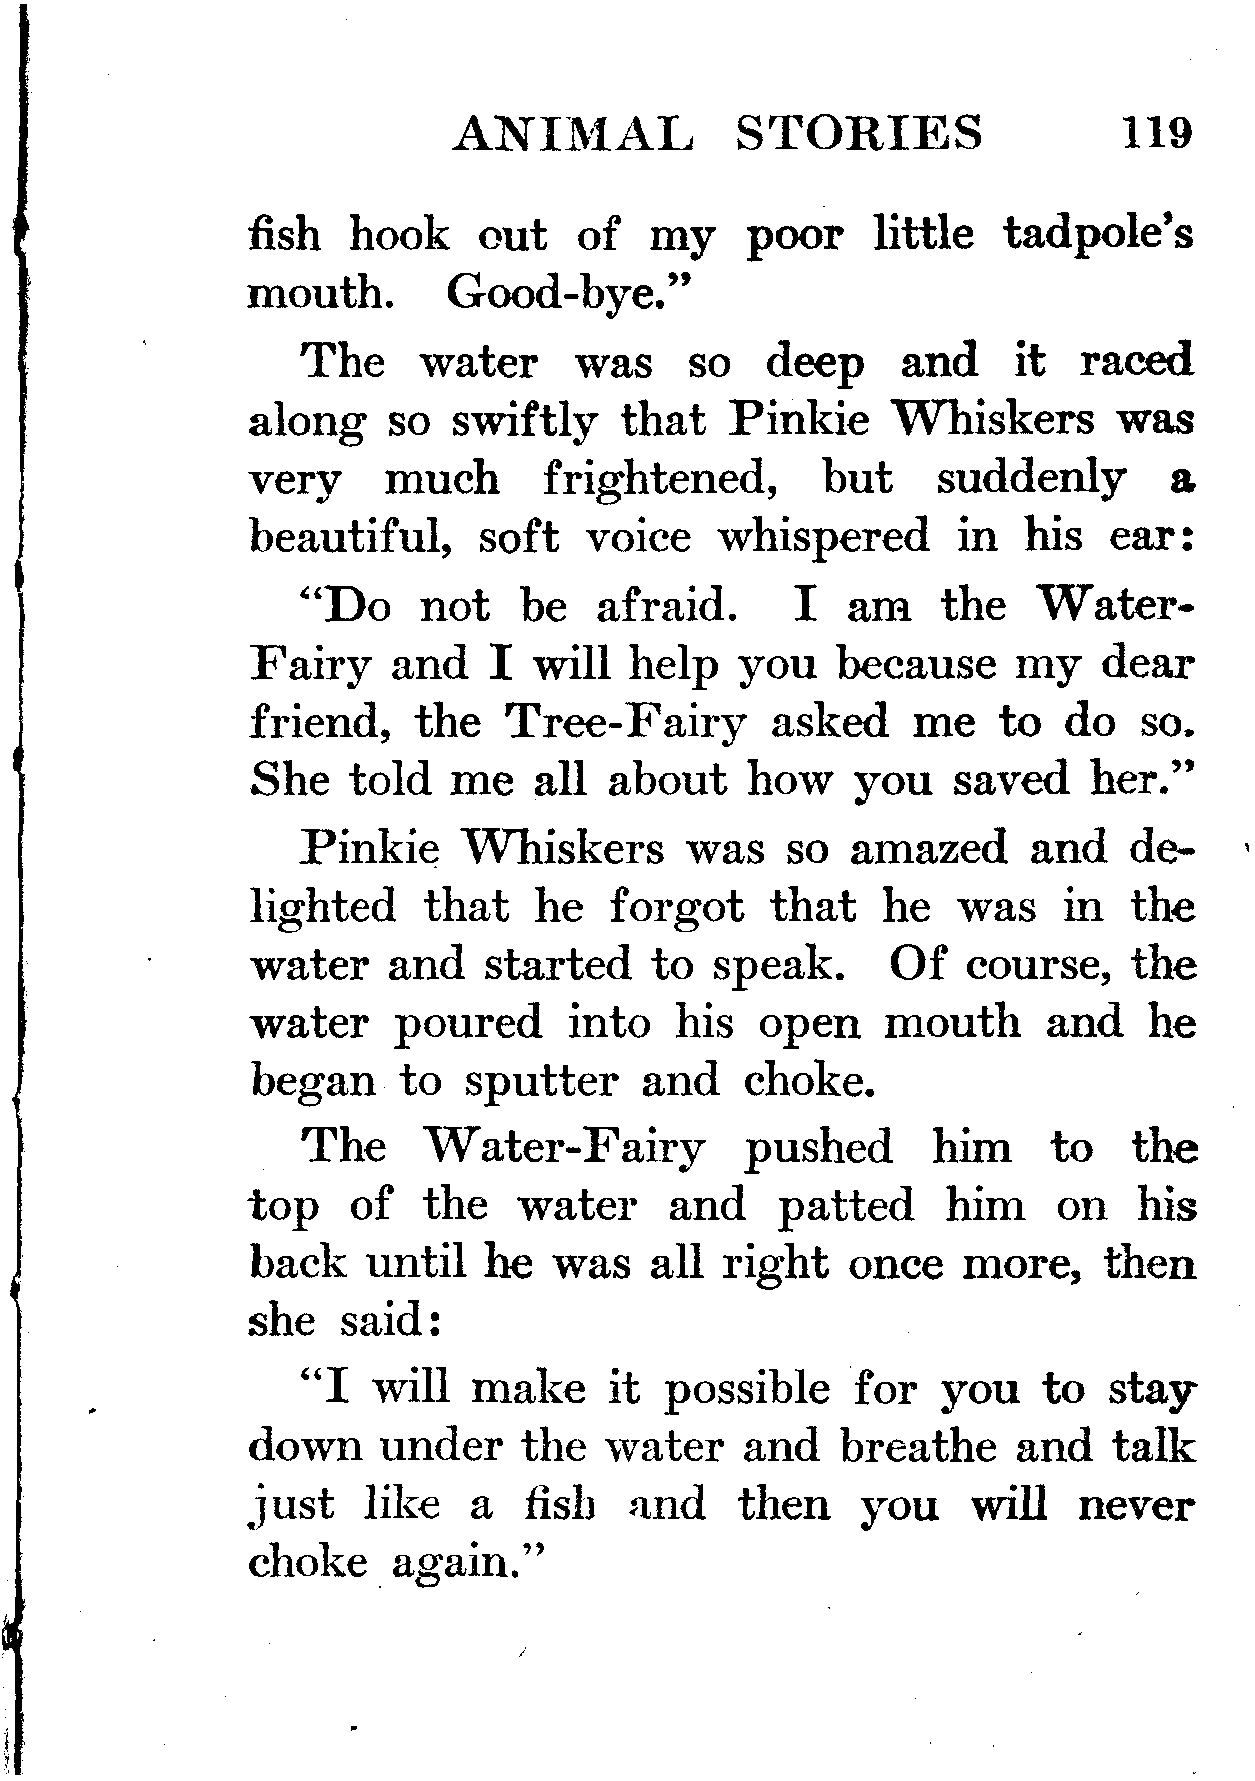 ANIMAL STORIES 119
fish hook out of my poor little tadpole's
mouth. Good-bye."
The water was so deep and it raced
along so swiftly that Pinkie Whiskers was
very much frightened, but suddenly a
beautiful, soft voice whispered in his ear:
"Do not be afraid. I am the Water-
Fairy and I will help you because my dear
friend, the Tree-Fairy asked me to do so.
She told me all about how you saved her."
Pinkie Whiskers was so amazed and de-
lighted that he forgot that he was in the
water and started to speak. Of course, the
water poured into his open mouth and he
began to sputter and choke.
The Water-Fairy pushed him to the
top of the water and patted him on his
back until he was all right once more, then
she said:
"I will make it possible for you to stay
down under the water and breathe and talk
just like a fish and then you will never
choke again."